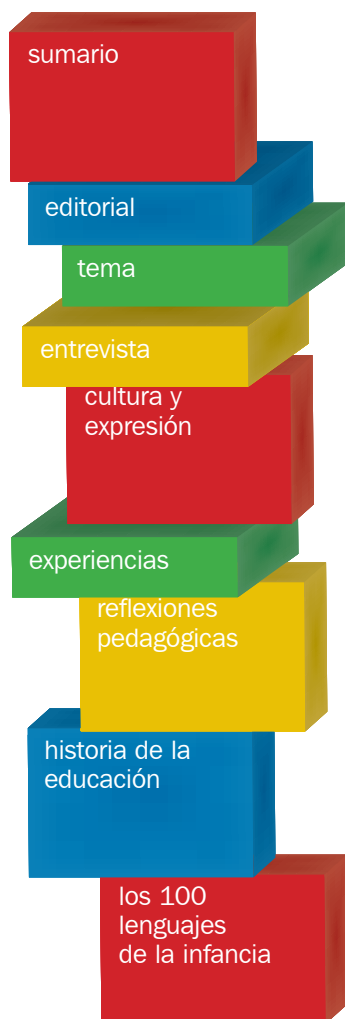 sumario
editorial
tema
entrevista
cultura y
expresión
experiencias
reflexiones
pedagógicas
historia de la
educación
los 100
lenguajes
de la infancia